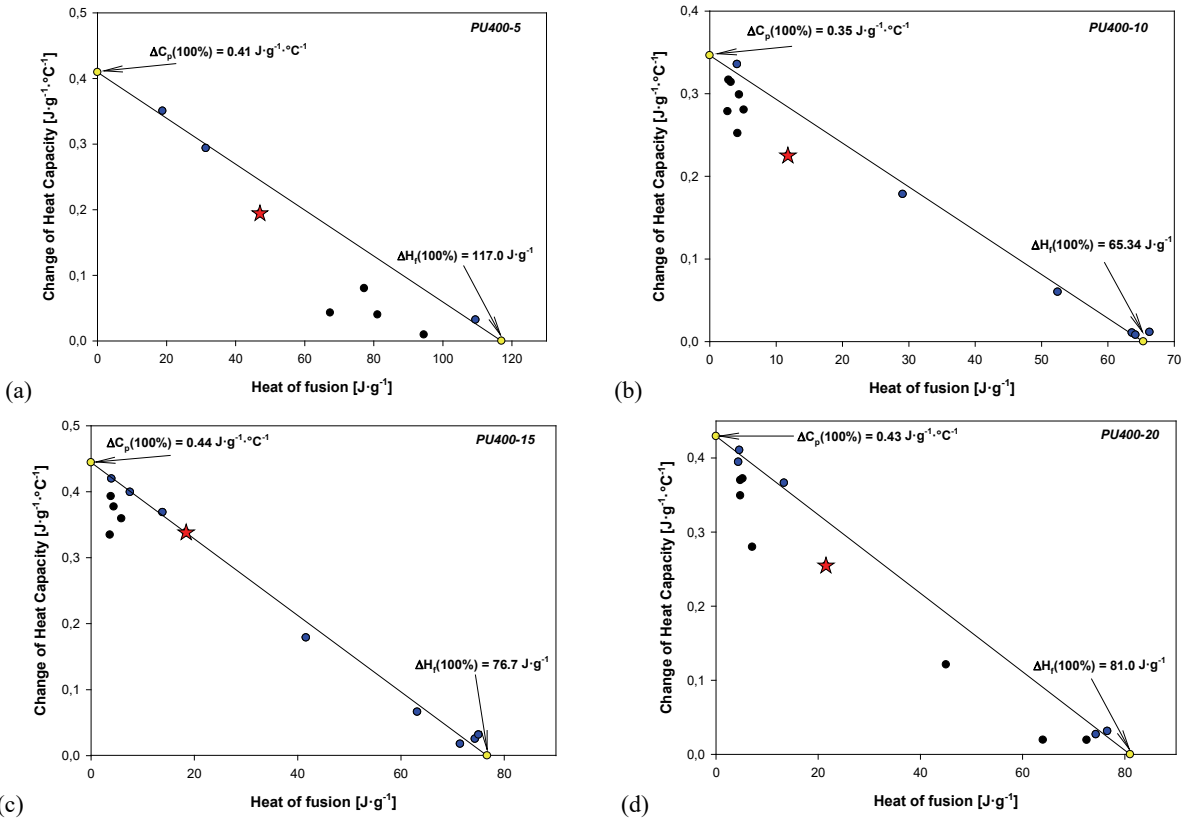 PU400-5
ΔCp(100%) = 0.41 J·g⁻¹·°C⁻¹
ΔHf(100%) = 117.0 J·g⁻¹
0,5
0,4
0,3
0,2
0,1
0,0
0 20 40 60 80 100 120
Change of Heat Capacity [J·g⁻¹·°C⁻¹]
Heat of fusion [J·g⁻¹]
(a)
PU400-10
ΔCp(100%) = 0.35 J·g⁻¹·°C⁻¹
ΔHf(100%) = 65.34 J·g⁻¹
0,4
0,3
0,2
0,1
0,0
0 10 20 30 40 50 60 70
Change of Heat Capacity [J·g⁻¹·°C⁻¹]
Heat of fusion [J·g⁻¹]
(b)
PU400-15
ΔCp(100%) = 0.44 J·g⁻¹·°C⁻¹
ΔHf(100%) = 76.7 J·g⁻¹
0,5
0,4
0,3
0,2
0,1
0,0
0 20 40 60 80
Change of Heat Capacity [J·g⁻¹·°C⁻¹]
Heat of fusion [J·g⁻¹]
(c)
PU400-20
ΔCp(100%) = 0.43 J·g⁻¹·°C⁻¹
ΔHf(100%) = 81.0 J·g⁻¹
0,4
0,3
0,2
0,1
0,0
0 20 40 60 80
Change of Heat Capacity [J·g⁻¹·°C⁻¹]
Heat of fusion [J·g⁻¹]
(d)